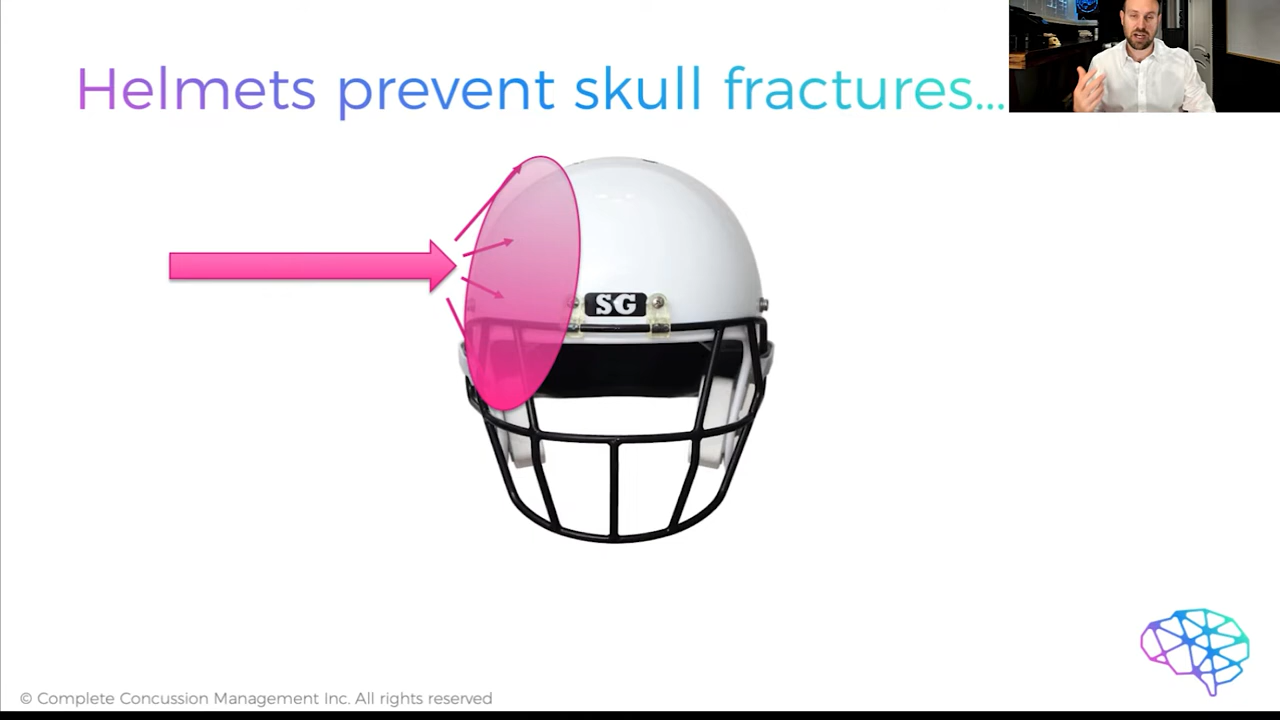 Helmets prevent skull fractures...
SG
© Complete Concussion Management Inc. All rights reserved